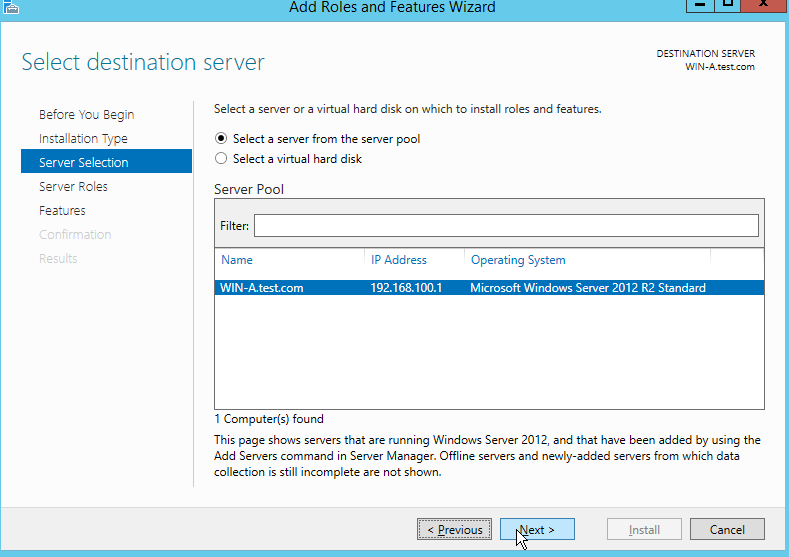 Add Roles and Features Wizard
x
Select destination server
DESTINATION SERVER
WIN-A.test.com
Before You Begin
Installation Type
Server Selection
Server Roles
Features
Confirmation
Results
Select a server or a virtual hard disk on which to install roles and features.
Select a server from the server pool
Select a virtual hard disk
Server Pool
Filter:
Name IP Address Operating System
WIN-A.test.com 192.168.100.1 Microsoft Windows Server 2012 R2 Standard
1 Computer(s) found
This page shows servers that are running Windows Server 2012, and that have been added by using the
Add Servers command in Server Manager. Offline servers and newly-added servers from which data
collection is still incomplete are not shown.
< Previous Next > Install Cancel